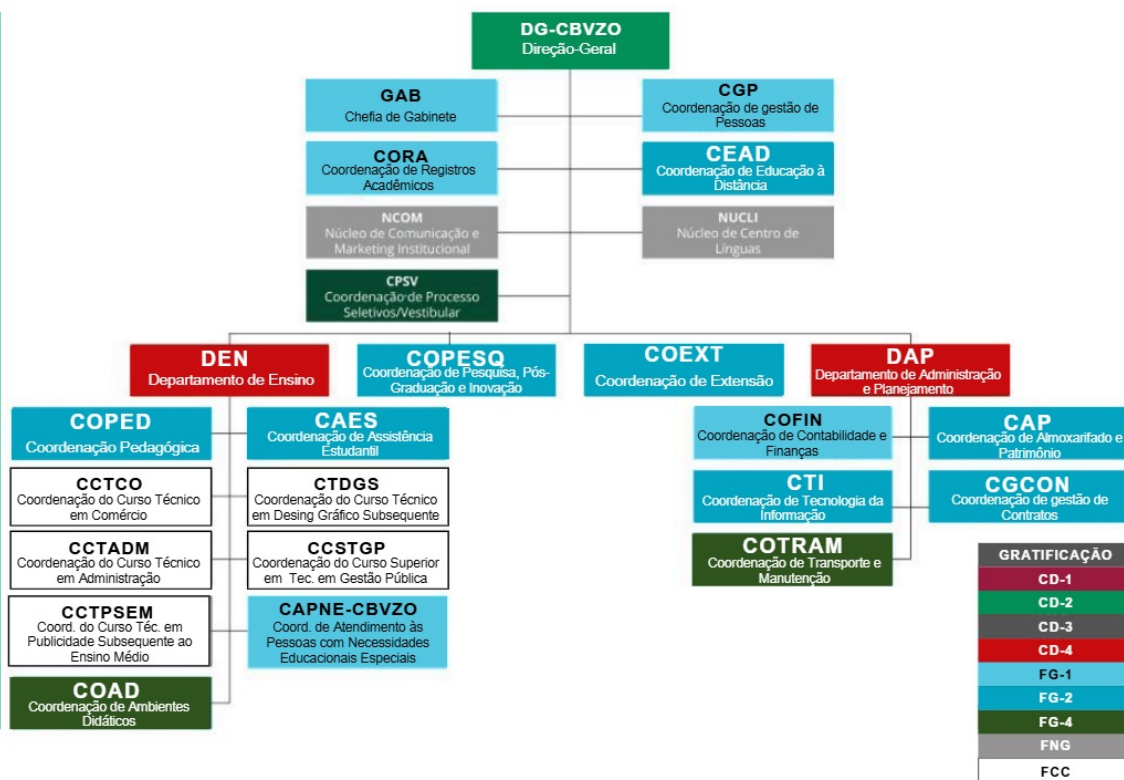 DG-CBVZO
Direção-Geral
GAB
Chefia de Gabinete
CGP
Coordenação de gestão de
Pessoas
CORA
Coordenação de Registros
Acadêmicos
CEAD
Coordenação de Educação à
Distância
NCOM
Núcleo de Comunicação e
Marketing Institucional
NUCLI
Núcleo de Centro de
Línguas
CPSV
Coordenação de Processo
Seletivos/Vestibular
DEN
Departamento de Ensino
COPESQ
Coordenação de Pesquisa, Pós-
Graduação e Inovação
COEXT
Coordenação de Extensão
DAP
Departamento de Administração
e Planejamento
COPED
Coordenação Pedagógica
CAES
Coordenação de Assistência
Estudantil
CCTCO
Coordenação do Curso Técnico
em Comércio
CTDGS
Coordenação do Curso Técnico
em Desing Gráfico Subsequente
CCTADM
Coordenação do Curso Técnico
em Administração
CCSTGP
Coordenação do Curso Superior
em Tec. em Gestão Pública
CCTPSEM
Coord. do Curso Téc. em
Publicidade Subsequente ao
Ensino Médio
CAPNE-CBVZO
Coord. de Atendimento às
Pessoas com Necessidades
Educacionais Especiais
COAD
Coordenação de Ambientes
Didáticos
COFIN
Coordenação de Contabilidade e
Finanças
CAP
Coordenação de Almoxarifado e
Patrimônio
CTI
Coordenação de Tecnologia da
Informação
CGCON
Coordenação de gestão de
Contratos
COTRAM
Coordenação de Transporte e
Manutenção
GRATIFICAÇÃO
CD-1
CD-2
CD-3
CD-4
FG-1
FG-2
FG-4
FNG
FCC